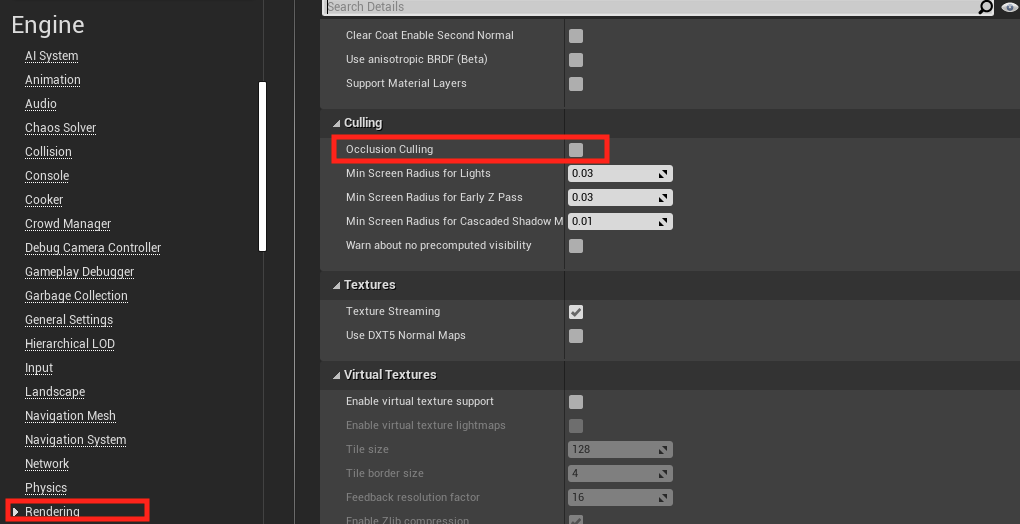 Engine
AI System
Animation
Audio
Chaos Solver
Collision
Console
Cooker
Crowd Manager
Debug Camera Controller
Gameplay Debugger
Garbage Collection
General Settings
Hierarchical LOD
Input
Landscape
Navigation Mesh
Navigation System
Network
Physics
Rendering
Search Details
Clear Coat Enable Second Normal
Use anisotropic BRDF (Beta)
Support Material Layers
Culling
Occlusion Culling
Min Screen Radius for Lights 0.03
Min Screen Radius for Early Z Pass 0.03
Min Screen Radius for Cascaded Shadow M 0.01
Warn about no precomputed visibility
Textures
Texture Streaming
Use DXT5 Normal Maps
Virtual Textures
Enable virtual texture support
Enable virtual texture lightmaps
Tile size 128
Tile border size 4
Feedback resolution factor 16
Enable Zlib compression